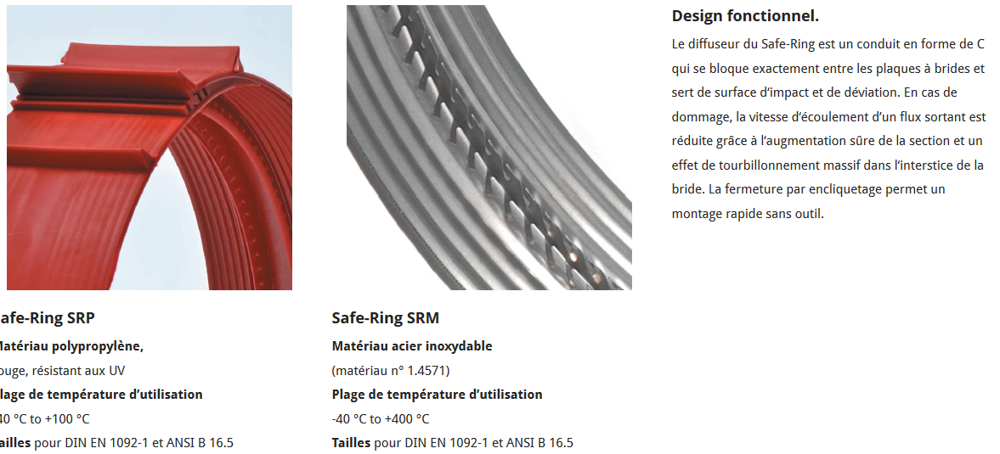 Design fonctionnel.
Le diffuseur du Safe-Ring est un conduit en forme de C
qui se bloque exactement entre les plaques à brides et
sert de surface d’impact et de déviation. En cas de
dommage, la vitesse d’écoulement d’un flux sortant est
réduite grâce à l’augmentation sûre de la section et un
effet de tourbillonnement massif dans l’interstice de la
bride. La fermeture par encliquetage permet un
montage rapide sans outil.
afe-Ring SRP
Matériau polypropylène,
ouge, résistant aux UV
lage de température d’utilisation
40 °C to +100 °C
ailles pour DIN EN 1092-1 et ANSI B 16.5
Safe-Ring SRM
Matériau acier inoxydable
(matériau n° 1.4571)
Plage de température d’utilisation
-40 °C to +400 °C
Tailles pour DIN EN 1092-1 et ANSI B 16.5